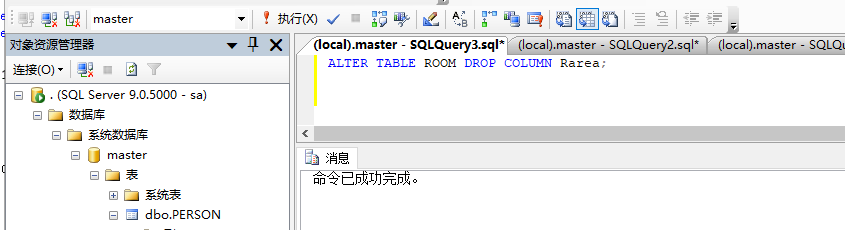 master
执行(X)
对象资源管理器
连接(O)
. (SQL Server 9.0.5000 - sa)
数据库
系统数据库
master
表
系统表
dbo.PERSON
(local).master - SQLQuery3.sql*
(local).master - SQLQuery2.sql*
(local).master - SQLQu
ALTER TABLE ROOM DROP COLUMN Rarea;
消息
命令已成功完成。